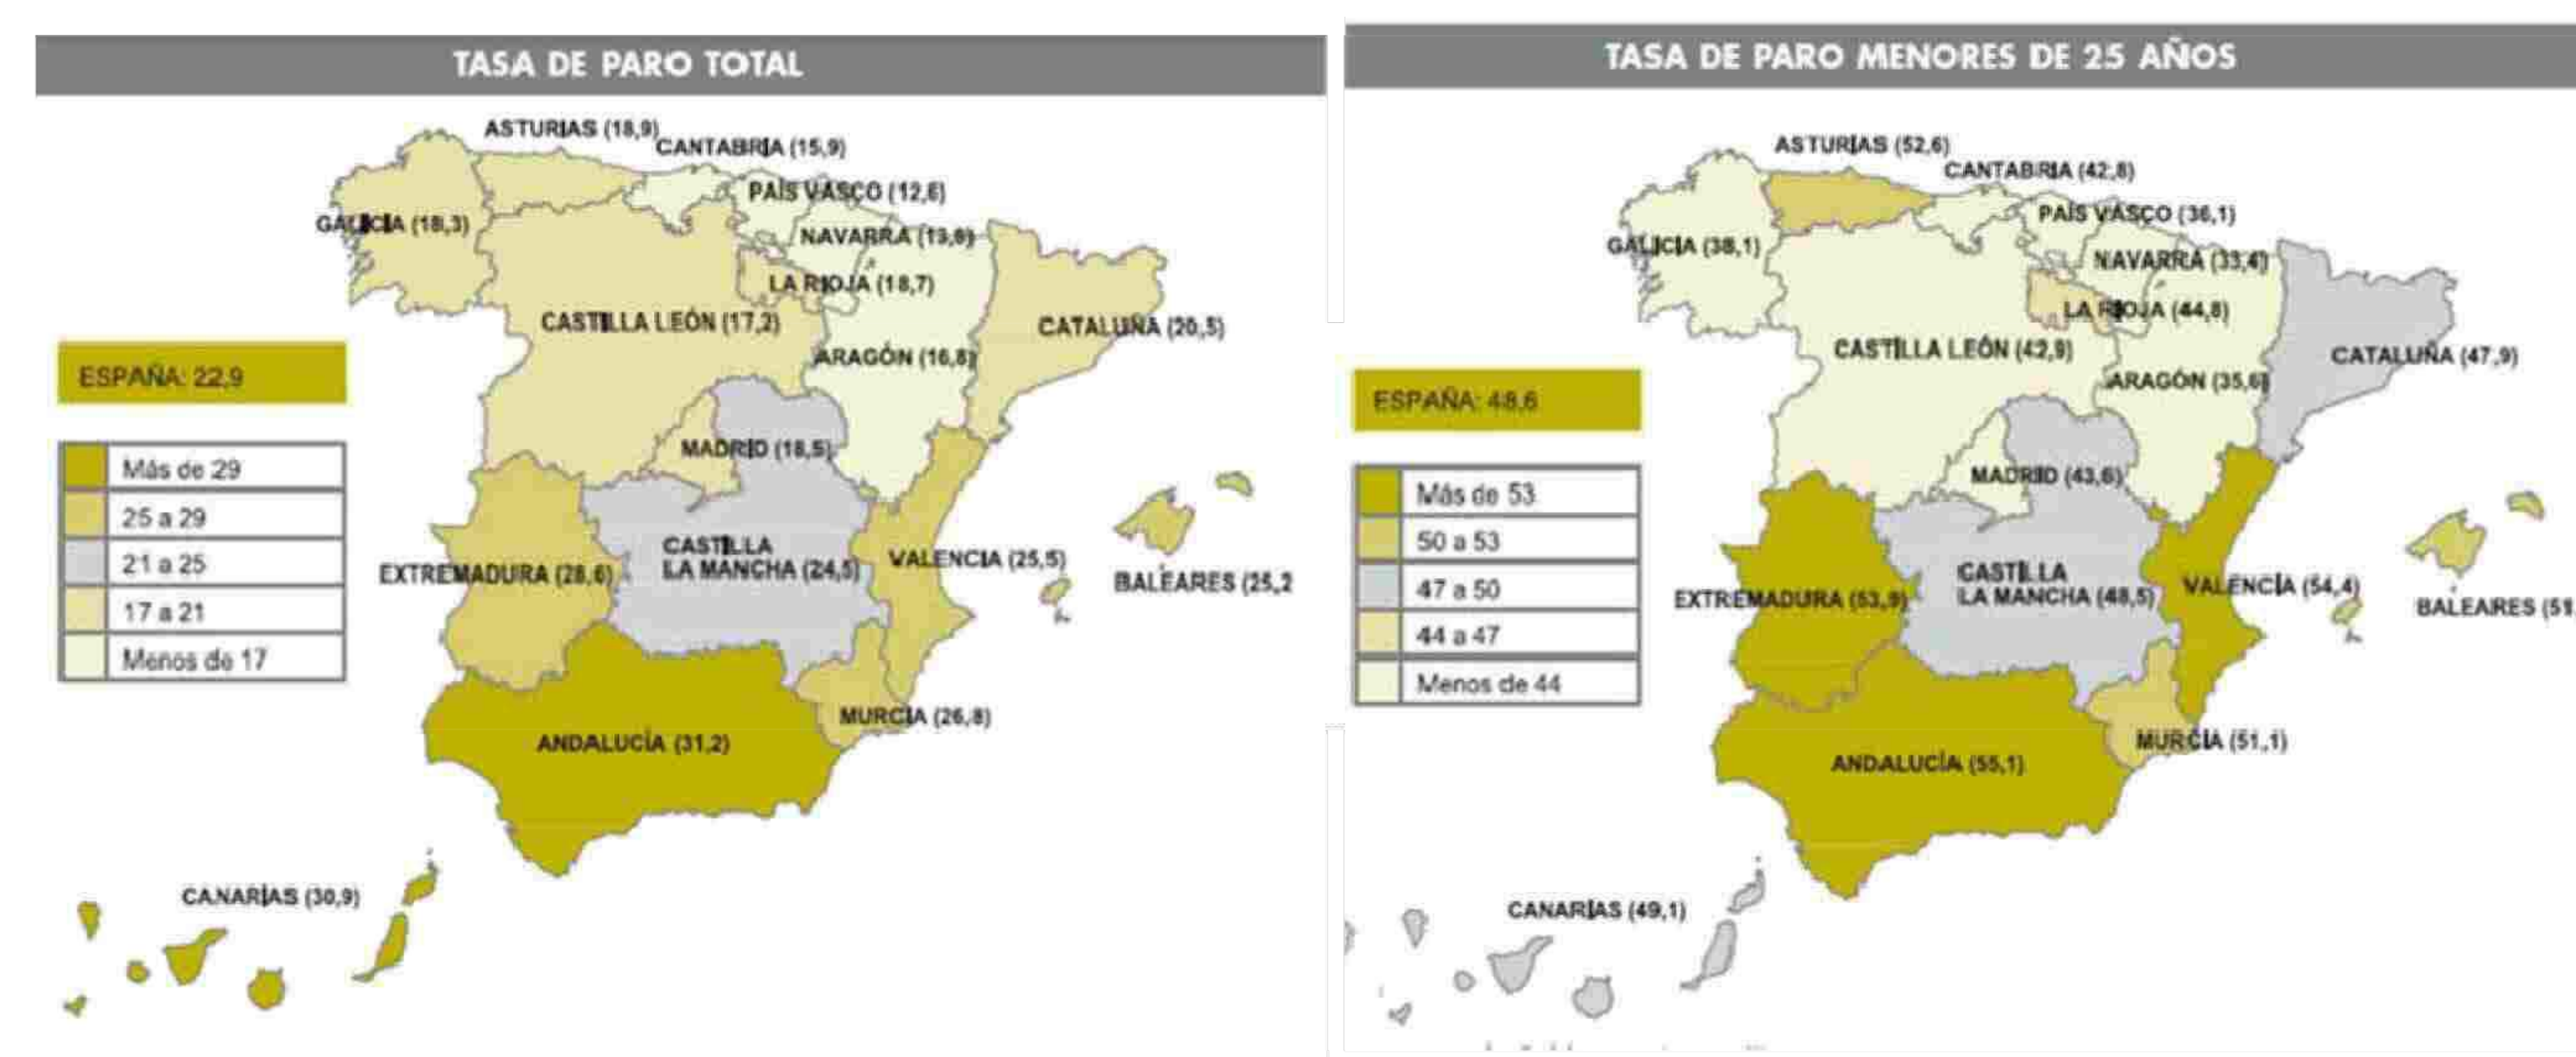 TASA DE PARO TOTAL
ASTURIAS (18,9)
CANTABRIA (15,9)
PAÍS VASCO (12,6)
GALICIA (18,3)
NAVARRA (13,8)
LA RIOJA (18,7)
CASTILLA LEÓN (17,2)
CATALUÑA (20,5)
ARAGÓN (16,8)
ESPAÑA: 22,9
MADRID (18,5)
Más de 29
25 a 29
21 a 25
17 a 21
Menos de 17
CASTILLA
LA MANCHA (24,5)
VALENCIA (25,5)
EXTREMADURA (28,6)
BALEARES (25,2
MURCIA (26,8)
ANDALUCÍA (31,2)
CANARIAS (30,9)
TASA DE PARO MENORES DE 25 AÑOS
ASTURIAS (52,6)
CANTABRIA (42,8)
PAÍS VASCO (36,1)
GALICIA (38,1)
NAVARRA (33,4)
LA RIOJA (44,8)
CASTILLA LEÓN (42,9)
CATALUÑA (47,9)
ARAGÓN (35,6)
ESPAÑA: 48,6
MADRID (43,6)
Más de 53
50 a 53
47 a 50
44 a 47
Menos de 44
CASTILLA
LA MANCHA (48,5)
VALENCIA (54,4)
EXTREMADURA (53,9)
BALEARES (51
MURCIA (51,1)
ANDALUCÍA (55,1)
CANARIAS (49,1)